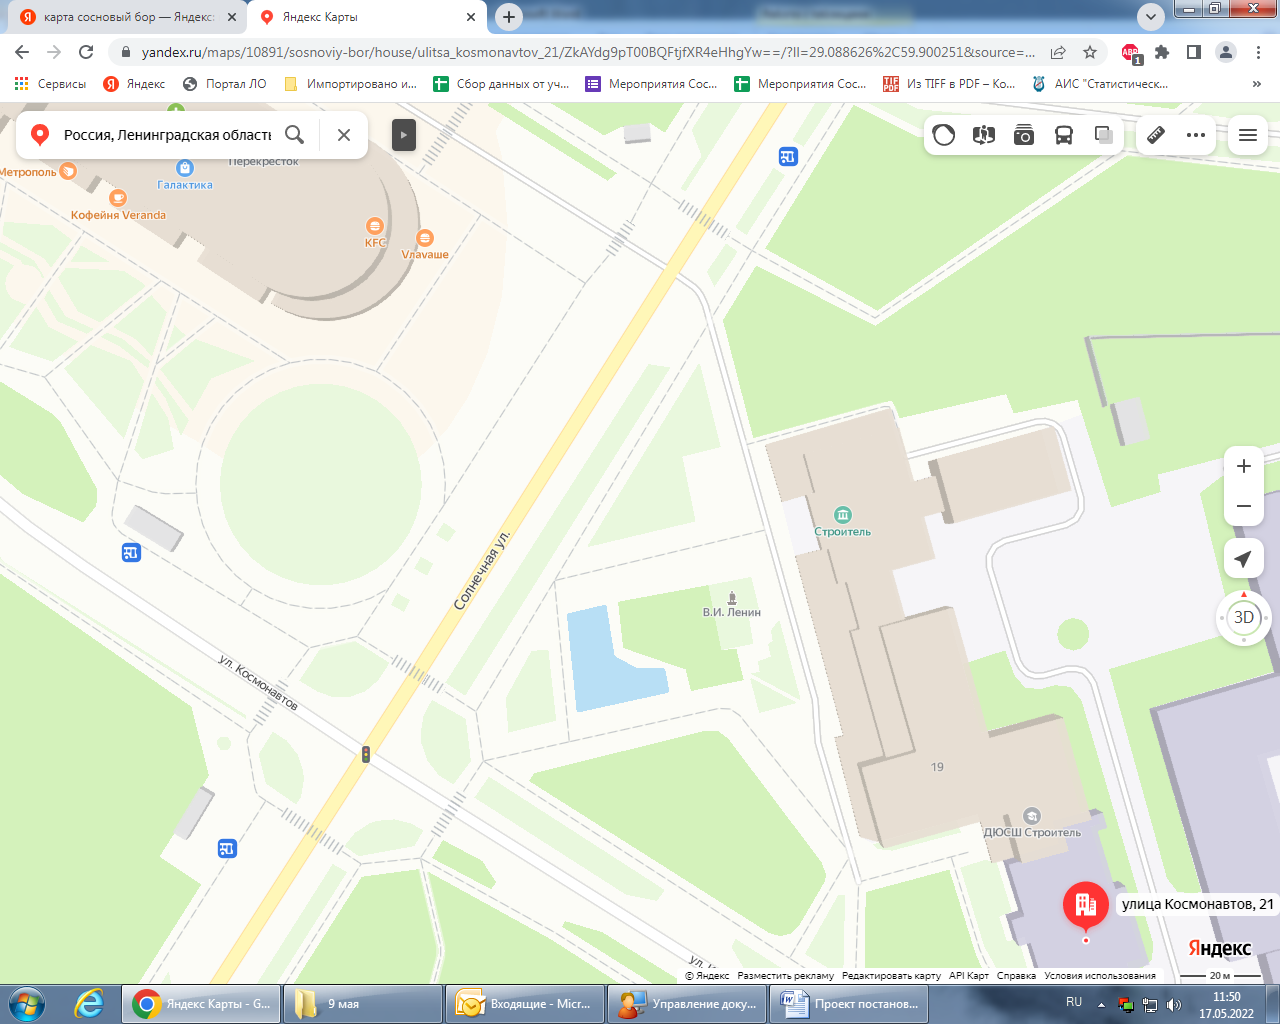 карта сосновый бор — Яндекс:
Яндекс Карты
yandex.ru/maps/10891/sosnoviy-bor/house/ulitsa_kosmonavtov_21/ZkAYdg9pT00BQFtjfXR4eHhgYw==/?ll=29.088626%2C59.900251&source=...
1
Сервисы
Яндекс
Портал ЛО
Импортировано и...
Сбор данных от уч...
Мероприятия Сос...
Мероприятия Сос...
Из TIFF в PDF – Ко...
АИС "Статистическ...
»
Россия, Ленинградская область
Перекресток
Метрополь
Галактика
Кофейня Veranda
KFC
Vлаvаше
Строитель
Солнечная ул.
В.И. Ленин
3D
ул. Космонавтов
19
ДЮСШ Строитель
улица Космонавтов, 21
Яндекс
© Яндекс Разместить рекламу Редактировать карту API Карт Справка Условия использования
20 м
Яндекс Карты - G...
9 мая
Входящие - Micr...
Управление доку...
Проект постанов...
RU
11:50
17.05.2022